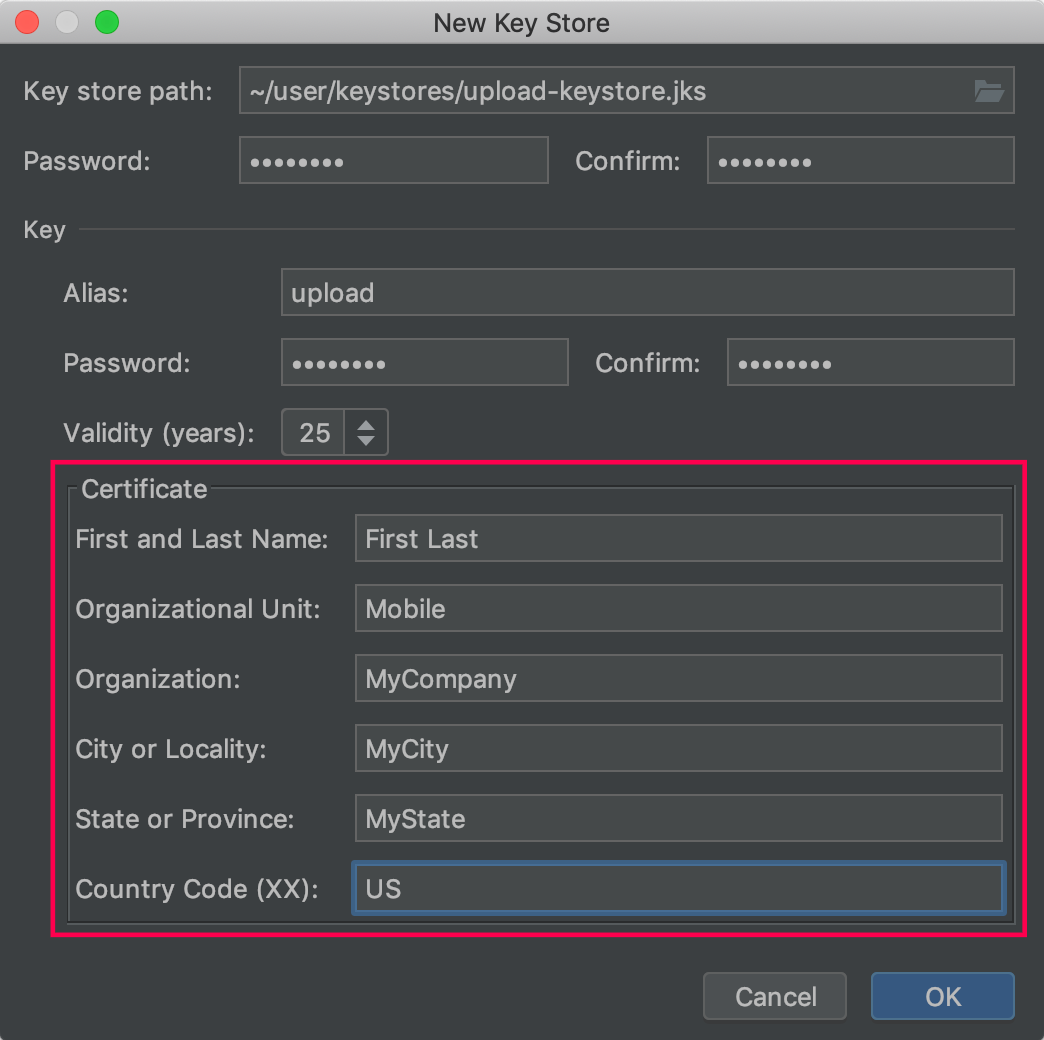 New Key Store
Key store path: ~/user/keystores/upload-keystore.jks
Password: •••••••• Confirm: ••••••••
Key
Alias: upload
Password: •••••••• Confirm: ••••••••
Validity (years): 25
Certificate
First and Last Name: First Last
Organizational Unit: Mobile
Organization: MyCompany
City or Locality: MyCity
State or Province: MyState
Country Code (XX): US
Cancel OK